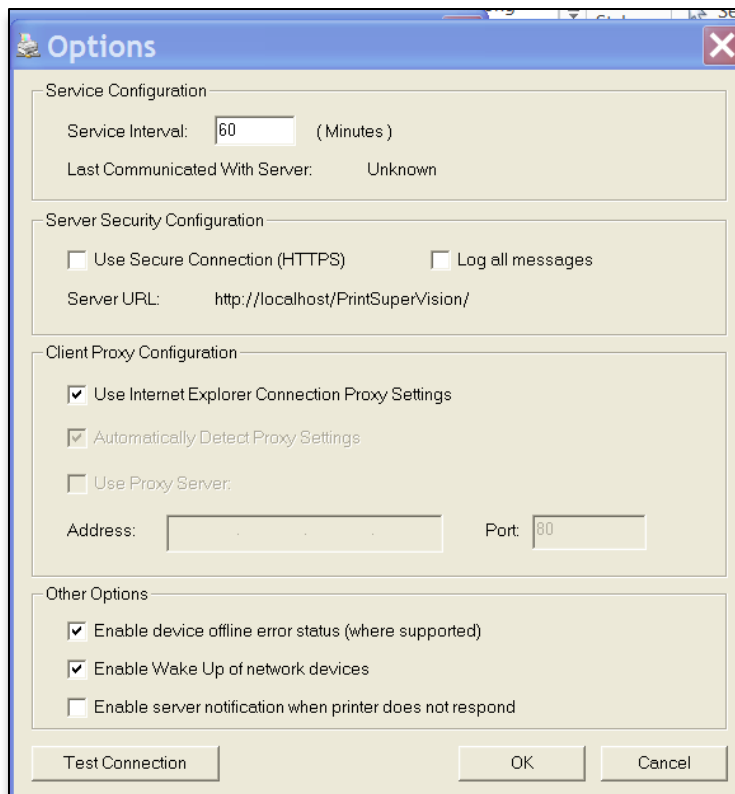 Options
Service Configuration
Service Interval: 60 ( Minutes )
Last Communicated With Server: Unknown
Server Security Configuration
Use Secure Connection (HTTPS) Log all messages
Server URL: http://localhost/PrintSuperVision/
Client Proxy Configuration
Use Internet Explorer Connection Proxy Settings
Automatically Detect Proxy Settings
Use Proxy Server:
Address: . . . Port: 80
Other Options
Enable device offline error status (where supported)
Enable Wake Up of network devices
Enable server notification when printer does not respond
Test Connection OK Cancel